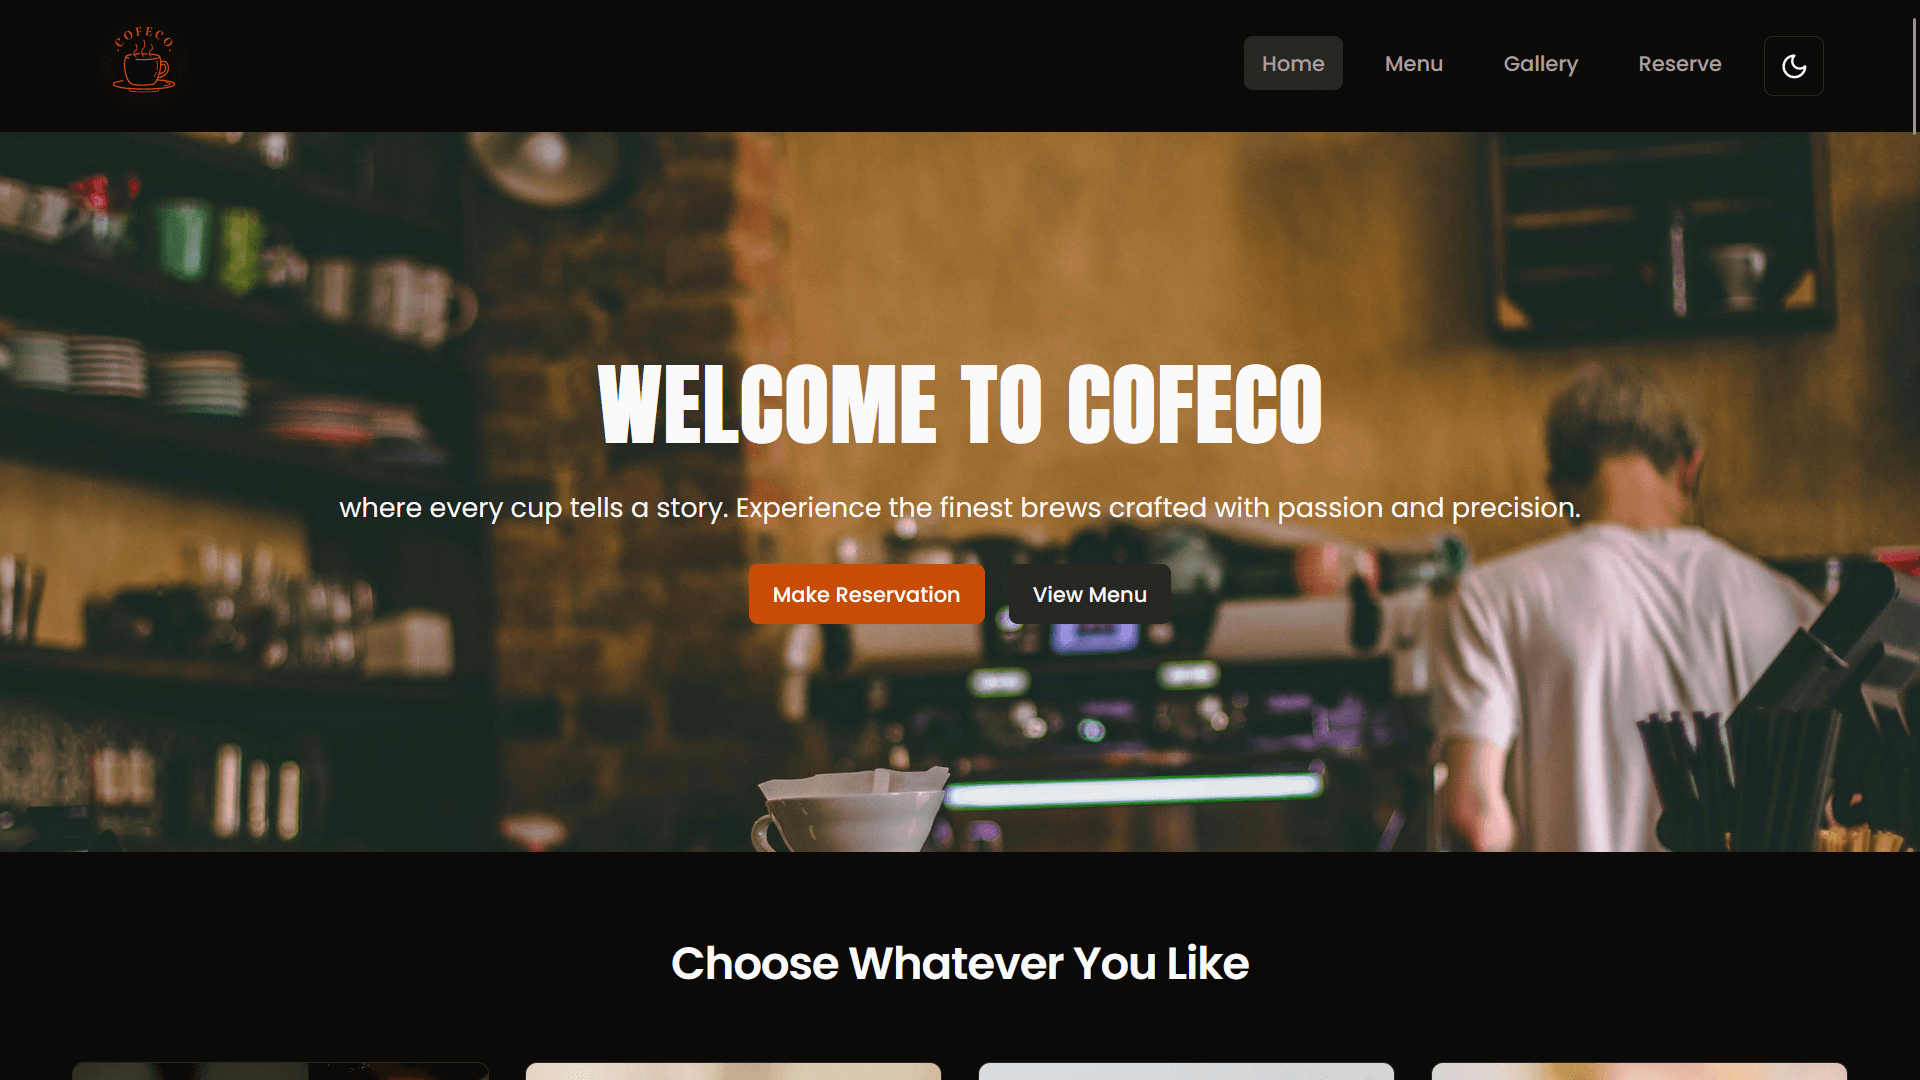 ·COFECO·
Home
Menu
Gallery
Reserve
WELCOME TO COFECO
where every cup tells a story. Experience the finest brews crafted with passion and precision.
Make Reservation
View Menu
Choose Whatever You Like